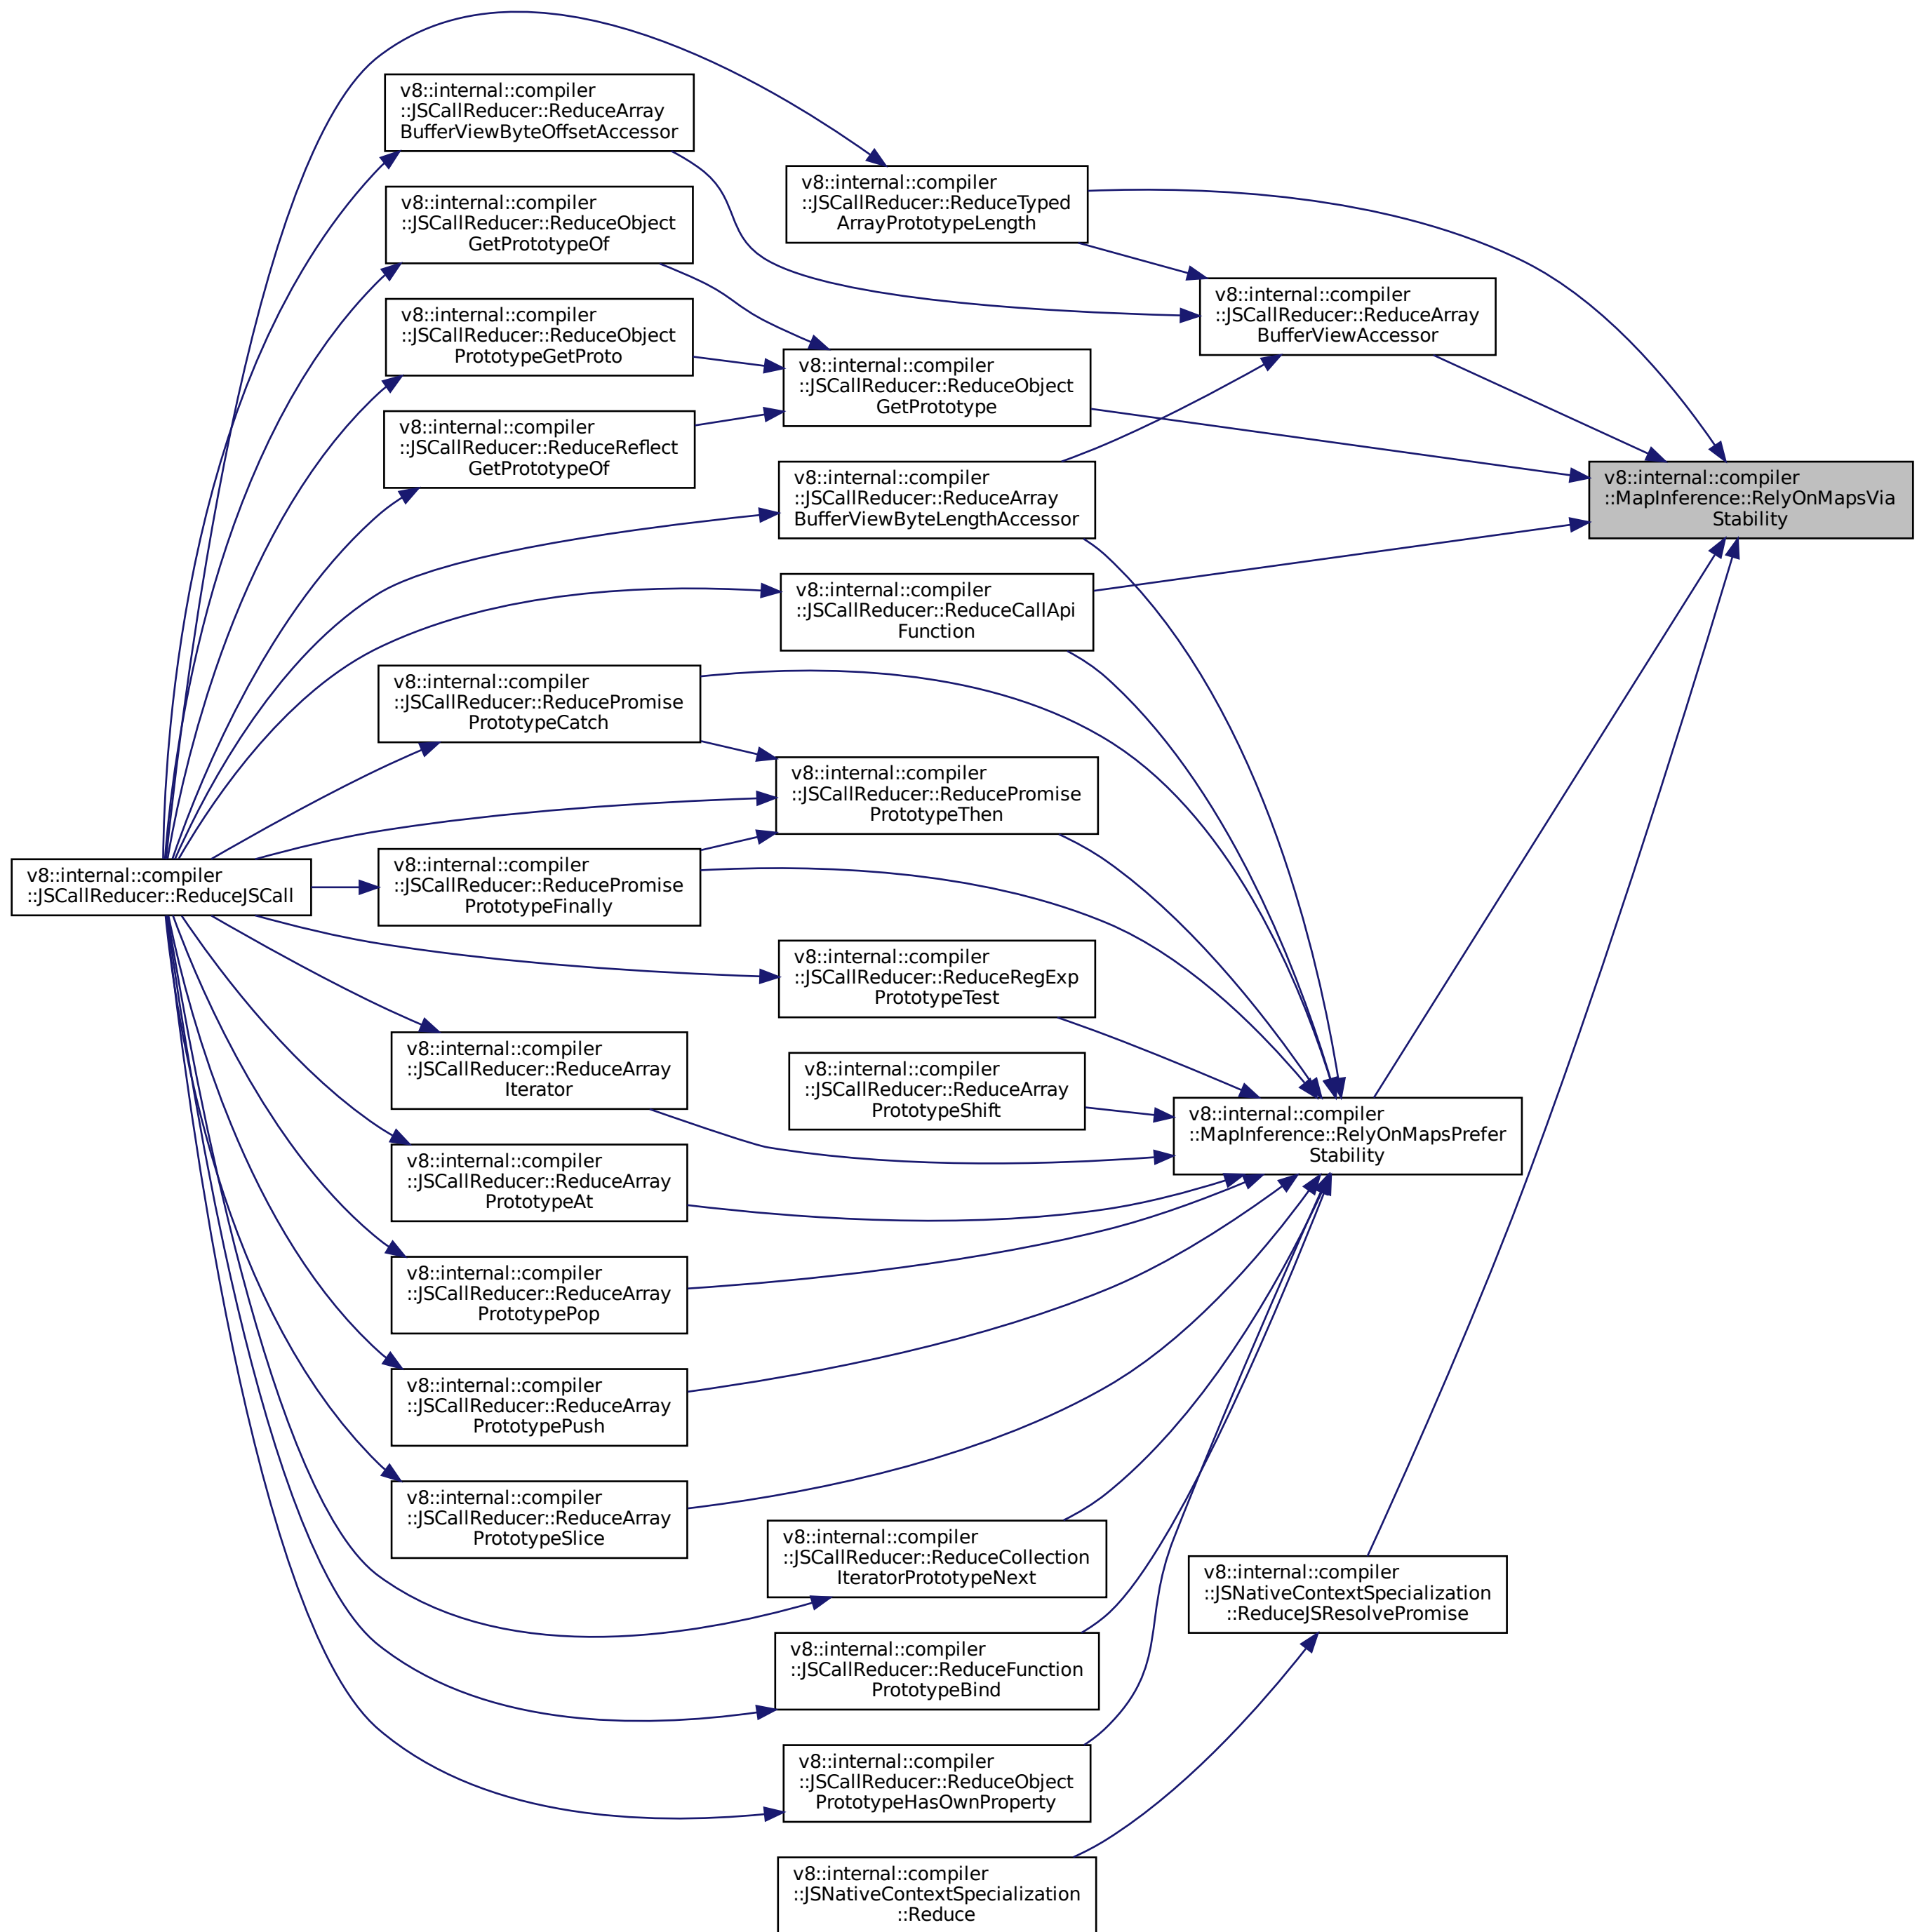 v8::internal::compiler
::JSCallReducer::ReduceArray
BufferViewByteOffsetAccessor
v8::internal::compiler
::JSCallReducer::ReduceTyped
ArrayPrototypeLength
v8::internal::compiler
::JSCallReducer::ReduceObject
GetPrototypeOf
v8::internal::compiler
::JSCallReducer::ReduceArray
BufferViewAccessor
v8::internal::compiler
::JSCallReducer::ReduceObject
PrototypeGetProto
v8::internal::compiler
::JSCallReducer::ReduceObject
GetPrototype
v8::internal::compiler
::JSCallReducer::ReduceReflect
GetPrototypeOf
v8::internal::compiler
::JSCallReducer::ReduceArray
BufferViewByteLengthAccessor
v8::internal::compiler
::MapInference::RelyOnMapsVia
Stability
v8::internal::compiler
::JSCallReducer::ReduceCallApi
Function
v8::internal::compiler
::JSCallReducer::ReducePromise
PrototypeCatch
v8::internal::compiler
::JSCallReducer::ReducePromise
PrototypeThen
v8::internal::compiler
::JSCallReducer::ReduceJSCall
v8::internal::compiler
::JSCallReducer::ReducePromise
PrototypeFinally
v8::internal::compiler
::JSCallReducer::ReduceRegExp
PrototypeTest
v8::internal::compiler
::JSCallReducer::ReduceArray
Iterator
v8::internal::compiler
::JSCallReducer::ReduceArray
PrototypeShift
v8::internal::compiler
::MapInference::RelyOnMapsPrefer
Stability
v8::internal::compiler
::JSCallReducer::ReduceArray
PrototypeAt
v8::internal::compiler
::JSCallReducer::ReduceArray
PrototypePop
v8::internal::compiler
::JSCallReducer::ReduceArray
PrototypePush
v8::internal::compiler
::JSCallReducer::ReduceArray
PrototypeSlice
v8::internal::compiler
::JSCallReducer::ReduceCollection
IteratorPrototypeNext
v8::internal::compiler
::JSNativeContextSpecialization
::ReduceJSResolvePromise
v8::internal::compiler
::JSCallReducer::ReduceFunction
PrototypeBind
v8::internal::compiler
::JSCallReducer::ReduceObject
PrototypeHasOwnProperty
v8::internal::compiler
::JSNativeContextSpecialization
::Reduce